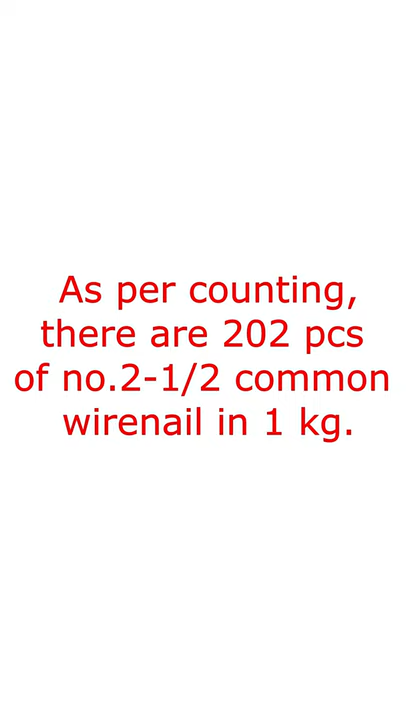 As per counting,
there are 202 pcs
of no.2-1/2 common
wirenail in 1 kg.